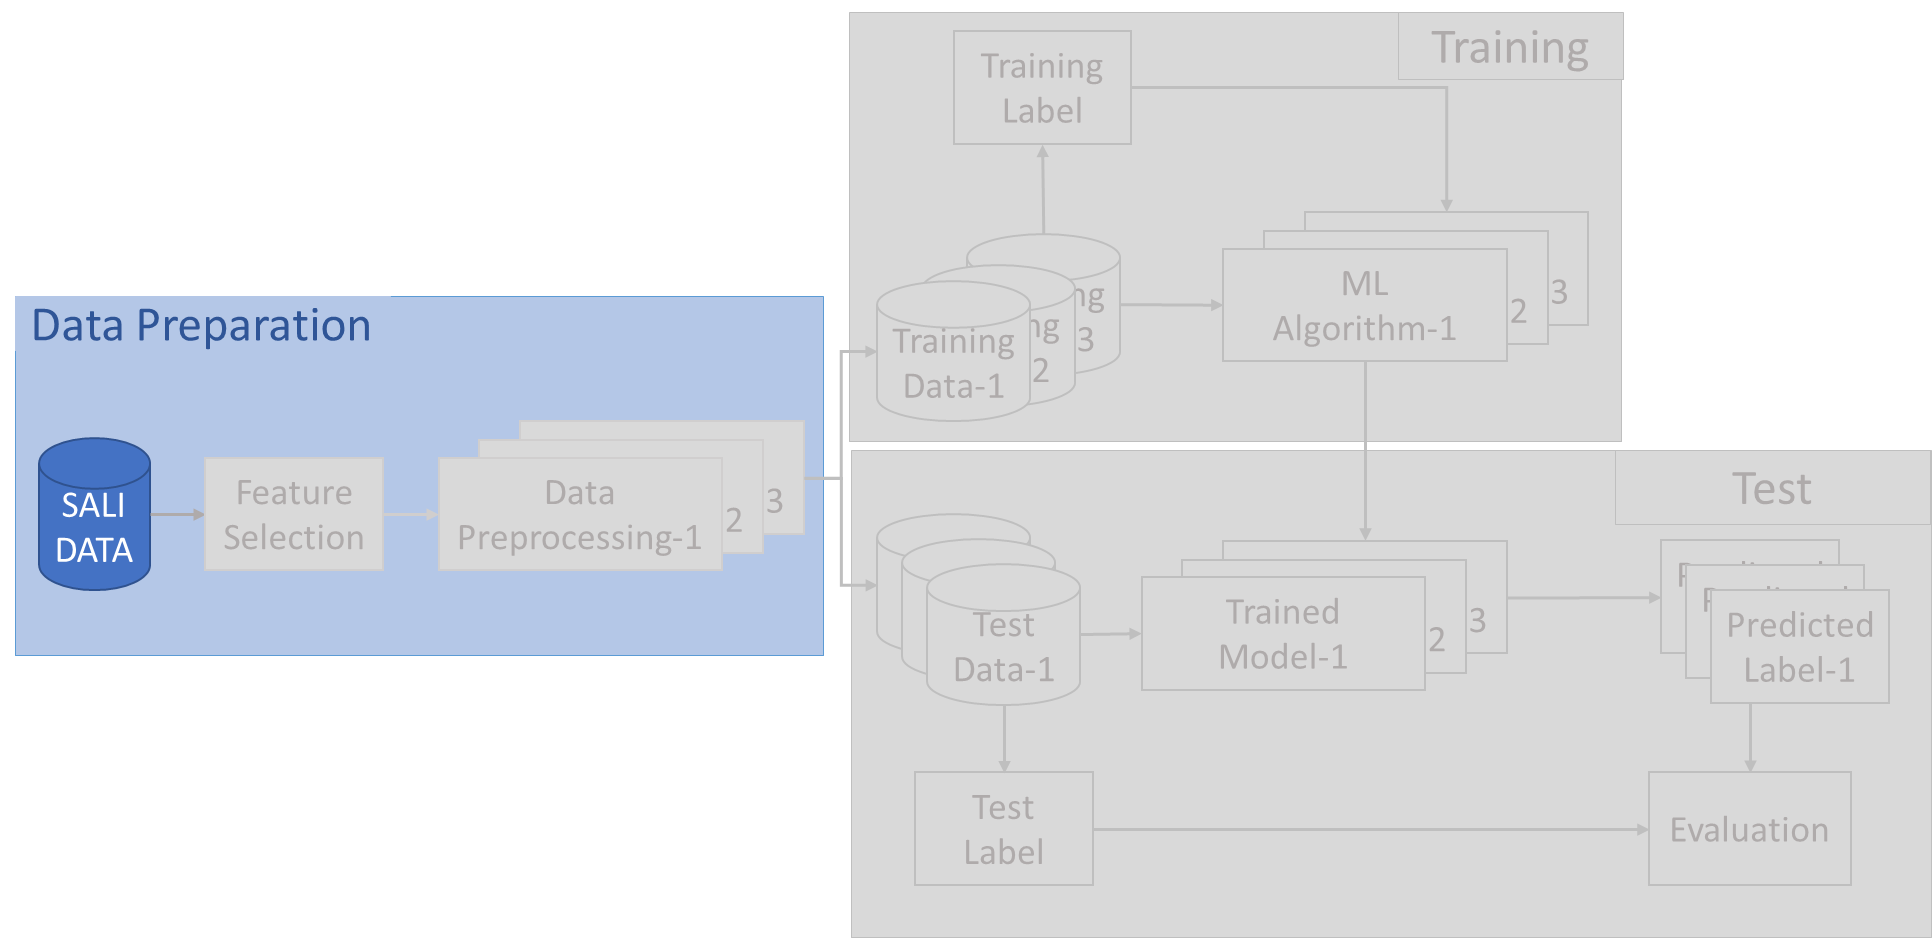 Data Preparation
SALI
DATA
Feature
Selection
Data
Preprocessing-1
2
3
Training
Training
Label
Training
Data-1
ng
2
ng
3
ML
Algorithm-1
2
3
Test
Test
Data-1
Trained
Model-1
2
3
Predicted
Label-1
Test
Label
Evaluation